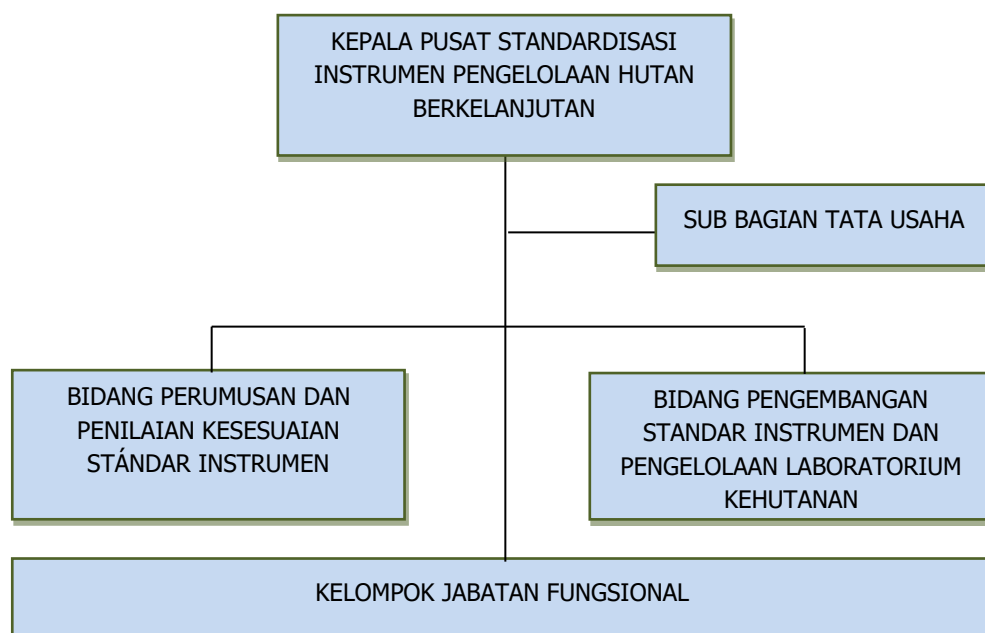 KEPALA PUSAT STANDARDISASI
INSTRUMEN PENGELOLAAN HUTAN
BERKELANJUTAN
SUB BAGIAN TATA USAHA
BIDANG PERUMUSAN DAN
PENILAIAN KESESUAIAN
STÁNDAR INSTRUMEN
BIDANG PENGEMBANGAN
STANDAR INSTRUMEN DAN
PENGELOLAAN LABORATORIUM
KEHUTANAN
KELOMPOK JABATAN FUNGSIONAL